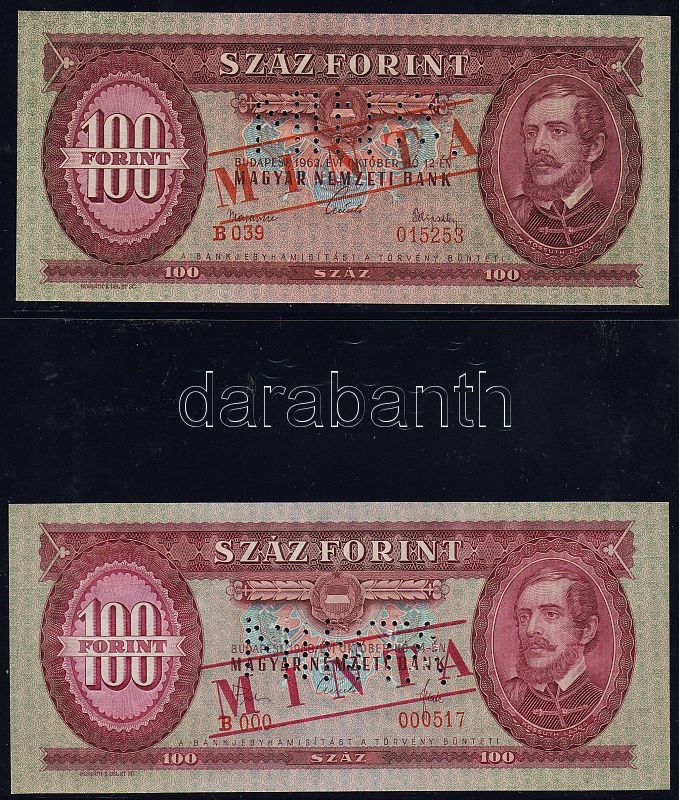 SZÁZ FORINT
100
FORINT
MINTA
BUDAPEST, 1962. ÉVI OKTÓBER HÓ 12-ÉN
MAGYAR NEMZETI BANK
B 039
015253
A BANKJEGYHAMISÍTÁST A TÖRVÉNY BÜNTETI
100 SZÁZ 100
darabanth
SZÁZ FORINT
100
FORINT
MINTA
MAGYAR NEMZETI BANK
B 000
000517
A BANKJEGYHAMISÍTÁST A TÖRVÉNY BÜNTETI
100 SZÁZ 100